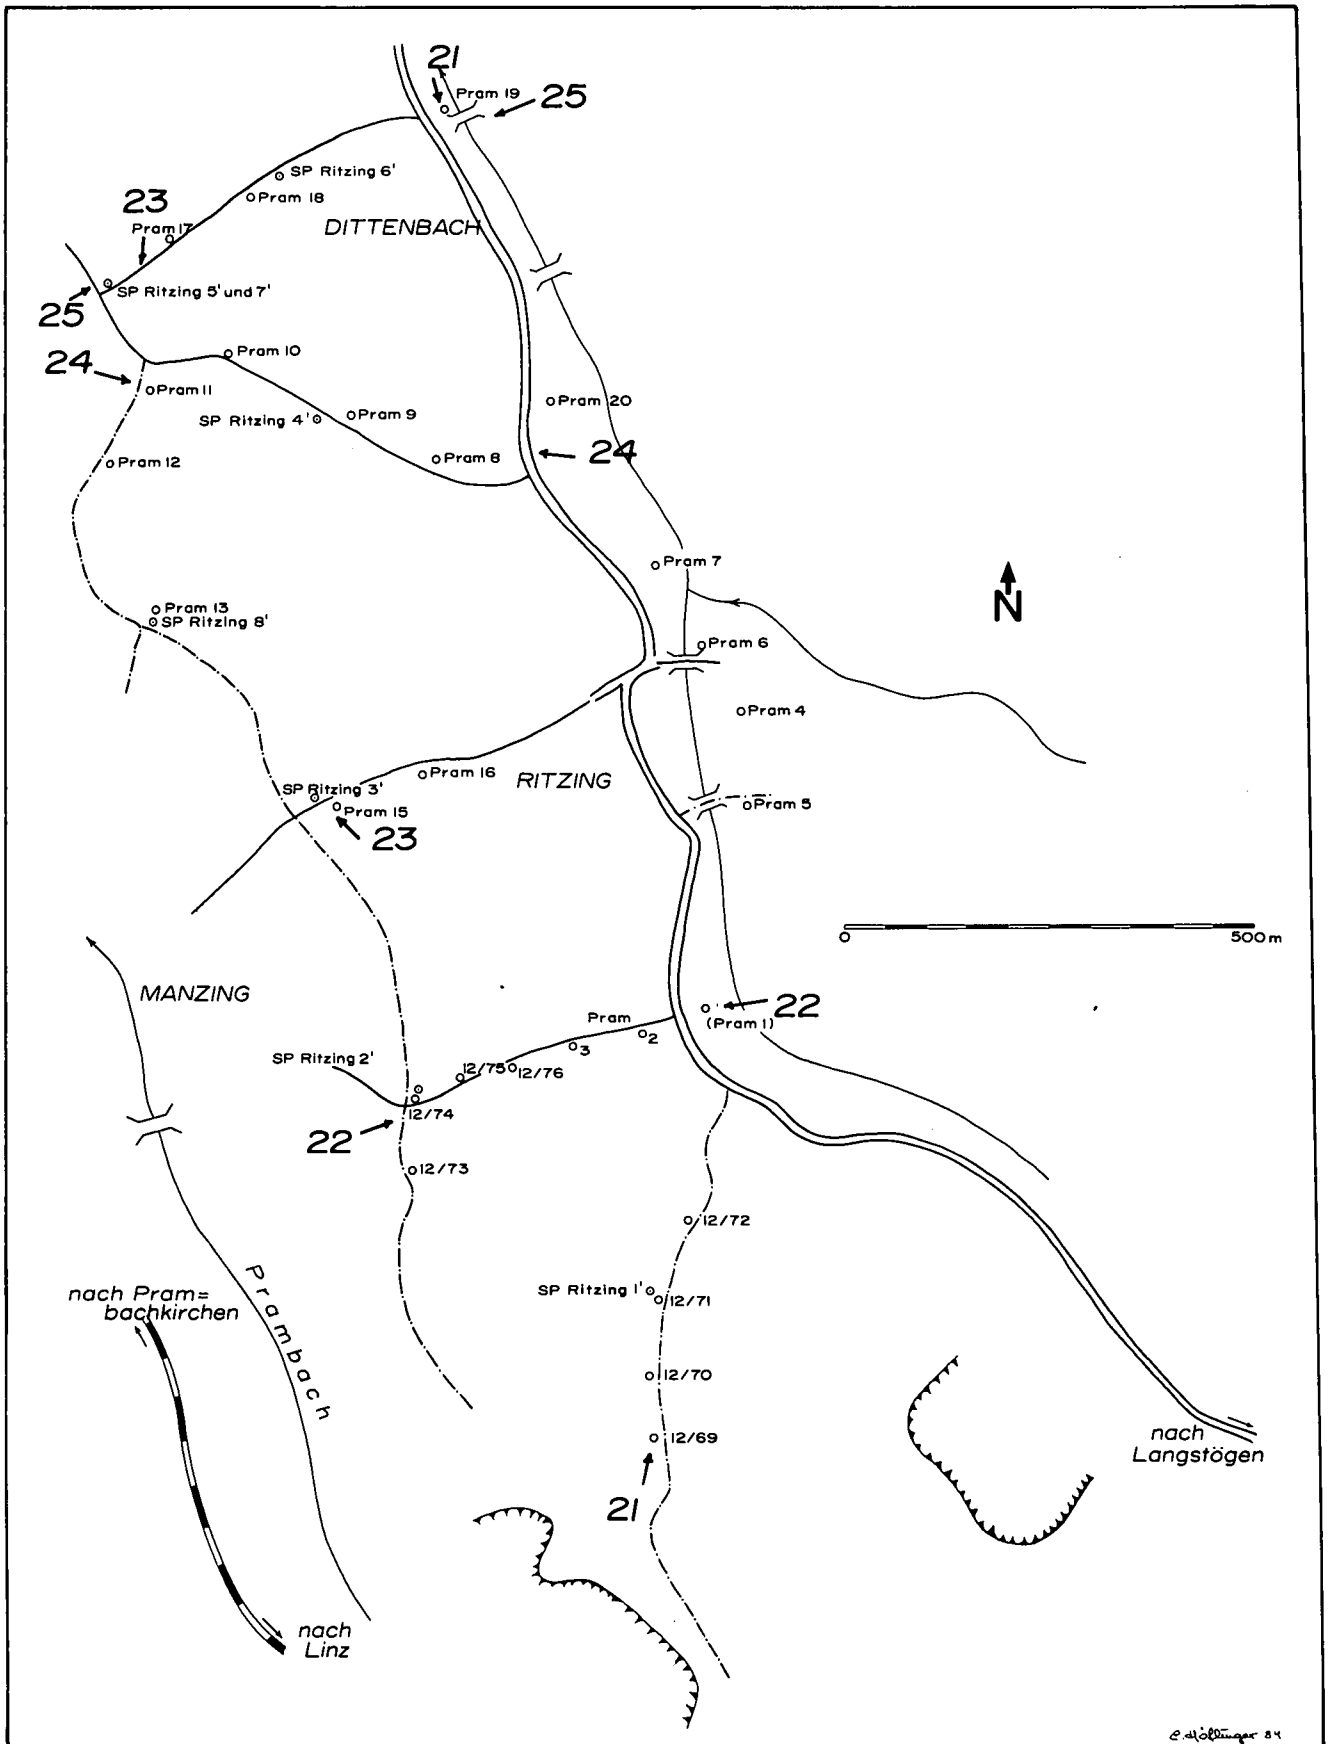 21
Pram 19
25
SP Ritzing 6'
Pram 18
23
Pram 17
DITTENBACH
SP Ritzing 5' und 7'
25
Pram 10
24
Pram 11
Pram 20
SP Ritzing 4'
Pram 9
24
Pram 8
Pram 12
Pram 7
N
Pram 13
SP Ritzing 8'
Pram 6
Pram 4
Pram 16
RITZING
SP Ritzing 3'
Pram 15
Pram 5
23
0
500 m
MANZING
22
Pram
(Pram 1)
2
3
SP Ritzing 2'
12/75
12/76
12/74
22
12/73
12/72
SP Ritzing 1'
12/71
nach Pram=
bachkirchen
Prambach
12/70
12/69
nach
Langstögen
21
nach
Linz